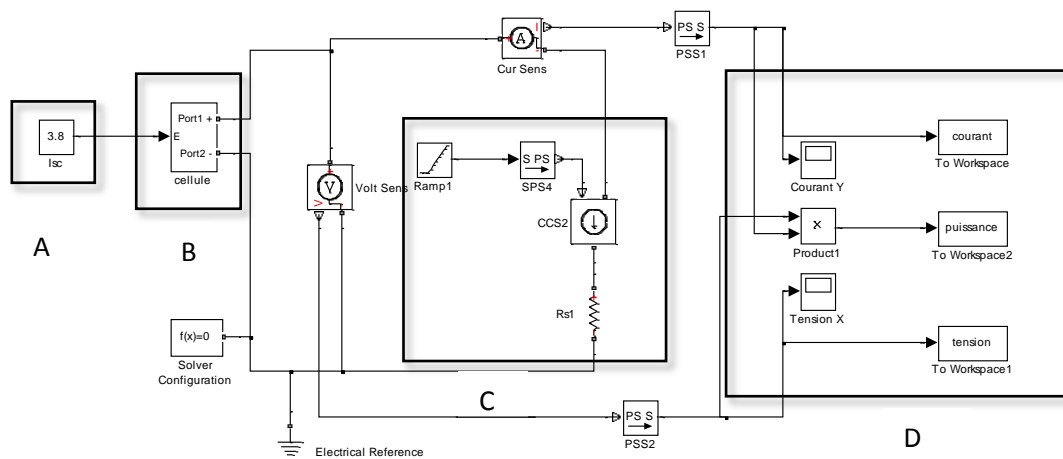 PS S
PSS1
A
I
Cur Sens
3.8
Isc
A
Port1 +
E
Port2 -
cellule
B
V
V
Volt Sens
Ramp1
S PS
SPS4
CCS2
Rs1
C
courant
To Workspace
Courant Y
x
Product1
puissance
To Workspace2
Tension X
tension
To Workspace1
D
f(x)=0
Solver
Configuration
PS S
PSS2
Electrical Reference